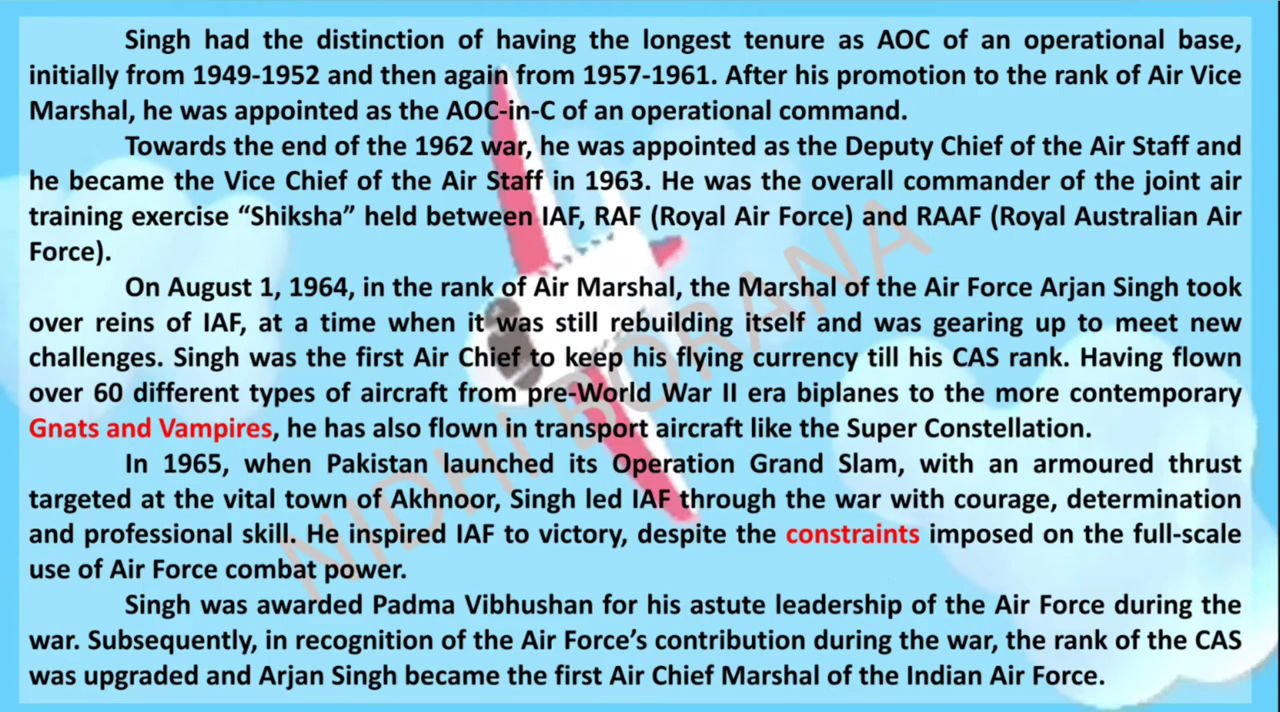 Singh had the distinction of having the longest tenure as AOC of an operational base,
initially from 1949-1952 and then again from 1957-1961. After his promotion to the rank of Air Vice
Marshal, he was appointed as the AOC-in-C of an operational command.
Towards the end of the 1962 war, he was appointed as the Deputy Chief of the Air Staff and
he became the Vice Chief of the Air Staff in 1963. He was the overall commander of the joint air
training exercise “Shiksha” held between IAF, RAF (Royal Air Force) and RAAF (Royal Australian Air
Force).
On August 1, 1964, in the rank of Air Marshal, the Marshal of the Air Force Arjan Singh took
over reins of IAF, at a time when it was still rebuilding itself and was gearing up to meet new
challenges. Singh was the first Air Chief to keep his flying currency till his CAS rank. Having flown
over 60 different types of aircraft from pre-World War II era biplanes to the more contemporary
Gnats and Vampires, he has also flown in transport aircraft like the Super Constellation.
In 1965, when Pakistan launched its Operation Grand Slam, with an armoured thrust
targeted at the vital town of Akhnoor, Singh led IAF through the war with courage, determination
and professional skill. He inspired IAF to victory, despite the constraints imposed on the full-scale
use of Air Force combat power.
Singh was awarded Padma Vibhushan for his astute leadership of the Air Force during the
war. Subsequently, in recognition of the Air Force’s contribution during the war, the rank of the CAS
was upgraded and Arjan Singh became the first Air Chief Marshal of the Indian Air Force.
NIDHI BORANA